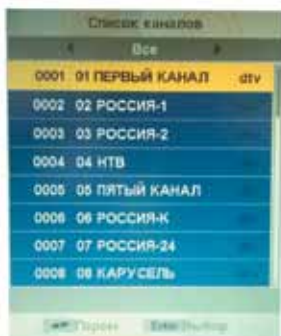 Список каналов
Все
0001 01 ПЕРВЫЙ КАНАЛ dtv
0002 02 РОССИЯ-1
0003 03 РОССИЯ-2
0004 04 НТВ
0005 05 ПЯТЫЙ КАНАЛ
0006 06 РОССИЯ-К
0007 07 РОССИЯ-24
0008 08 КАРУСЕЛЬ
Enter Выбор